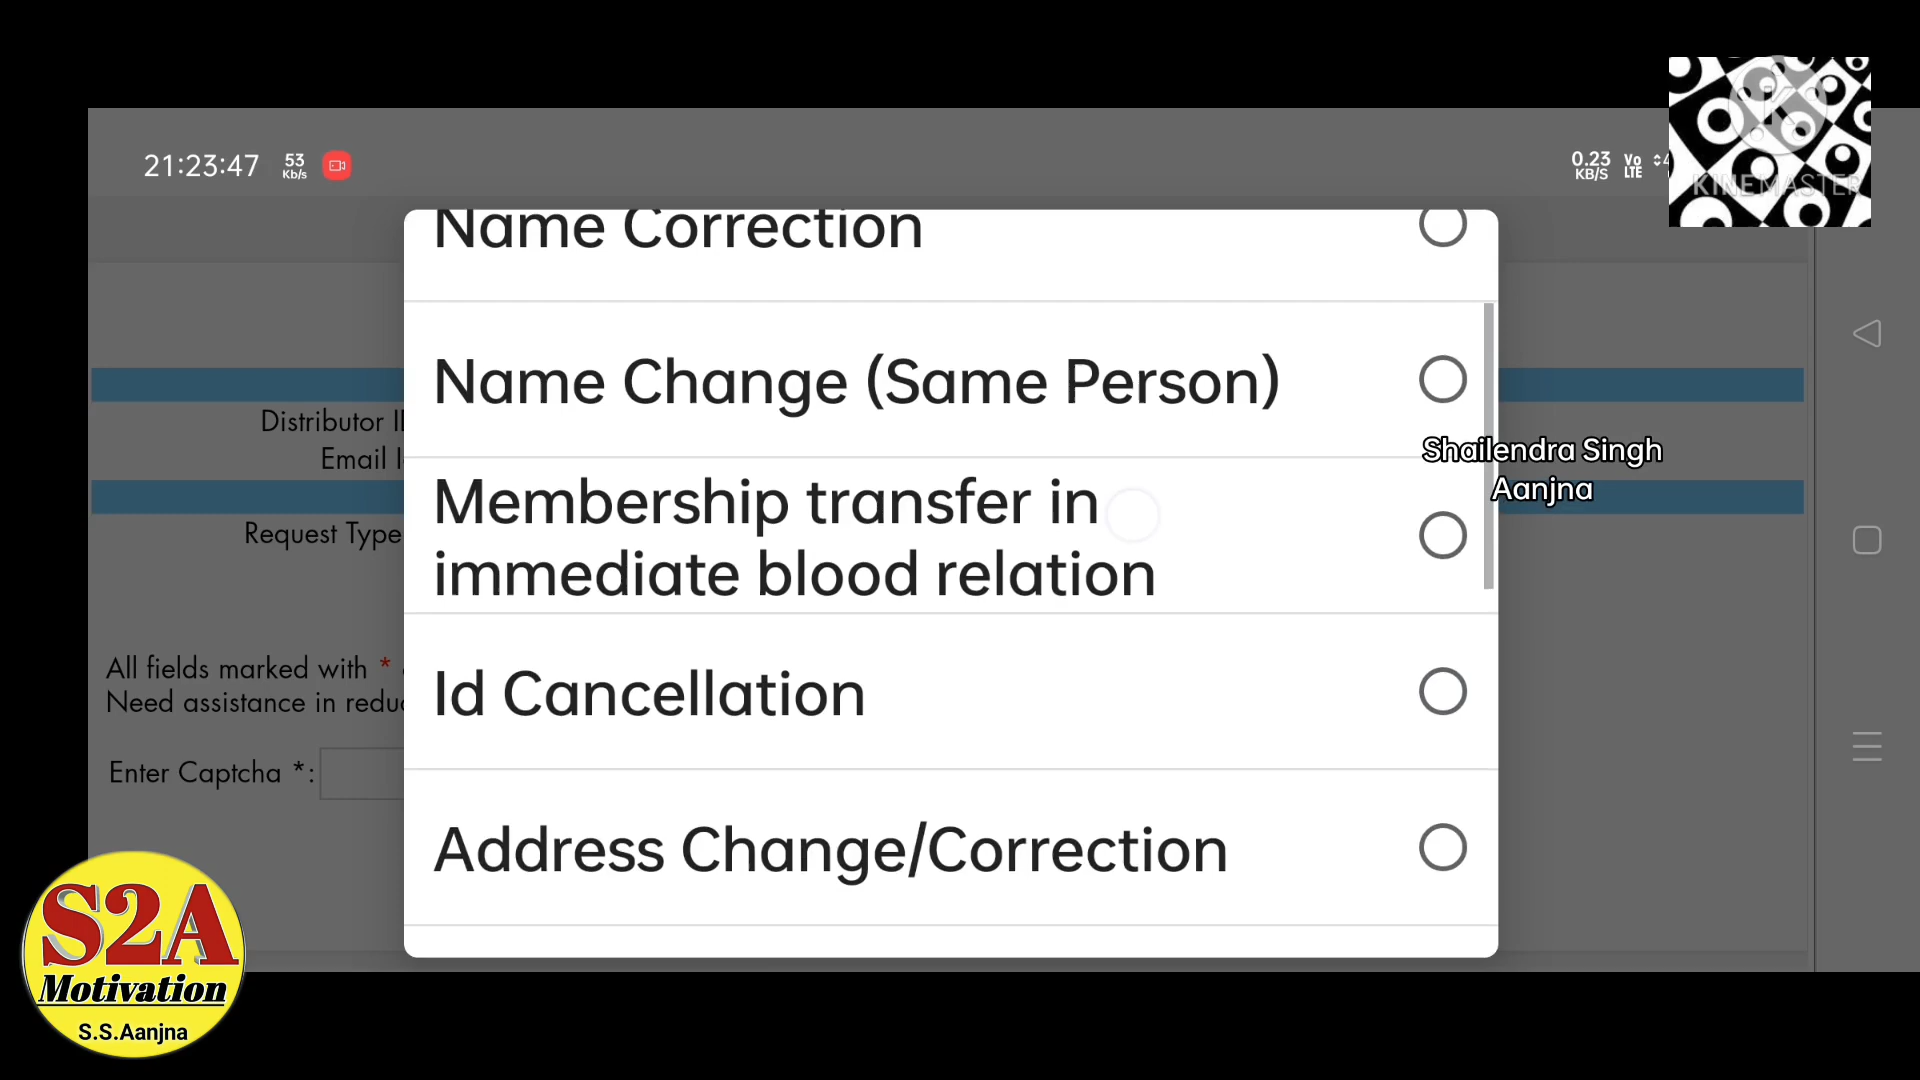 21:23:47
53
Kb/s
0.23
KB/S
Vo
LTE
KINEMASTER
Name Correction
Name Change (Same Person)
Distributor
Email
Shailendra Singh
Aanjna
Membership transfer in
immediate blood relation
Request Type
All fields marked with *
Need assistance in
Id Cancellation
Enter Captcha *:
Address Change/Correction
S2A
Motivation
S.S.Aanjna